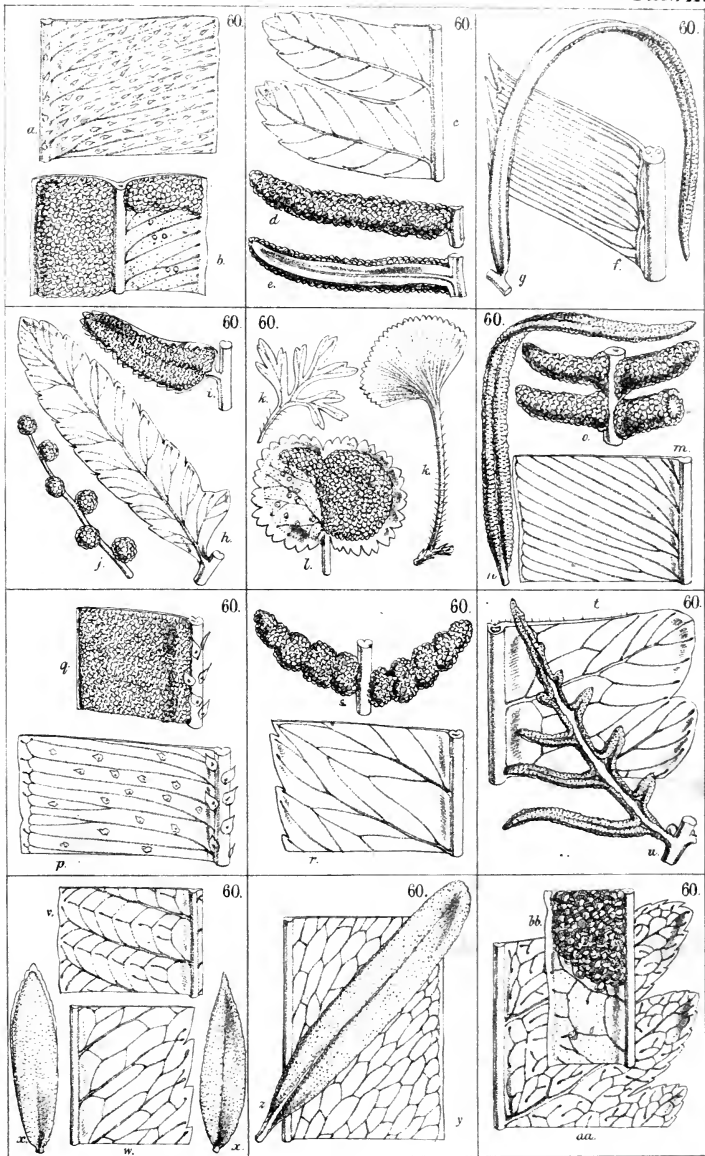 60.
60.
60.
a.
b.
c.
d.
e.
f.
g
60.
60.
60.
h.
i.
j.
k.
k.
l.
m.
n
o.
60.
60.
60.
q.
p.
s.
r.
t
u.
60.
60.
60.
v.
x.
w.
x.
z
y
bb.
aa.